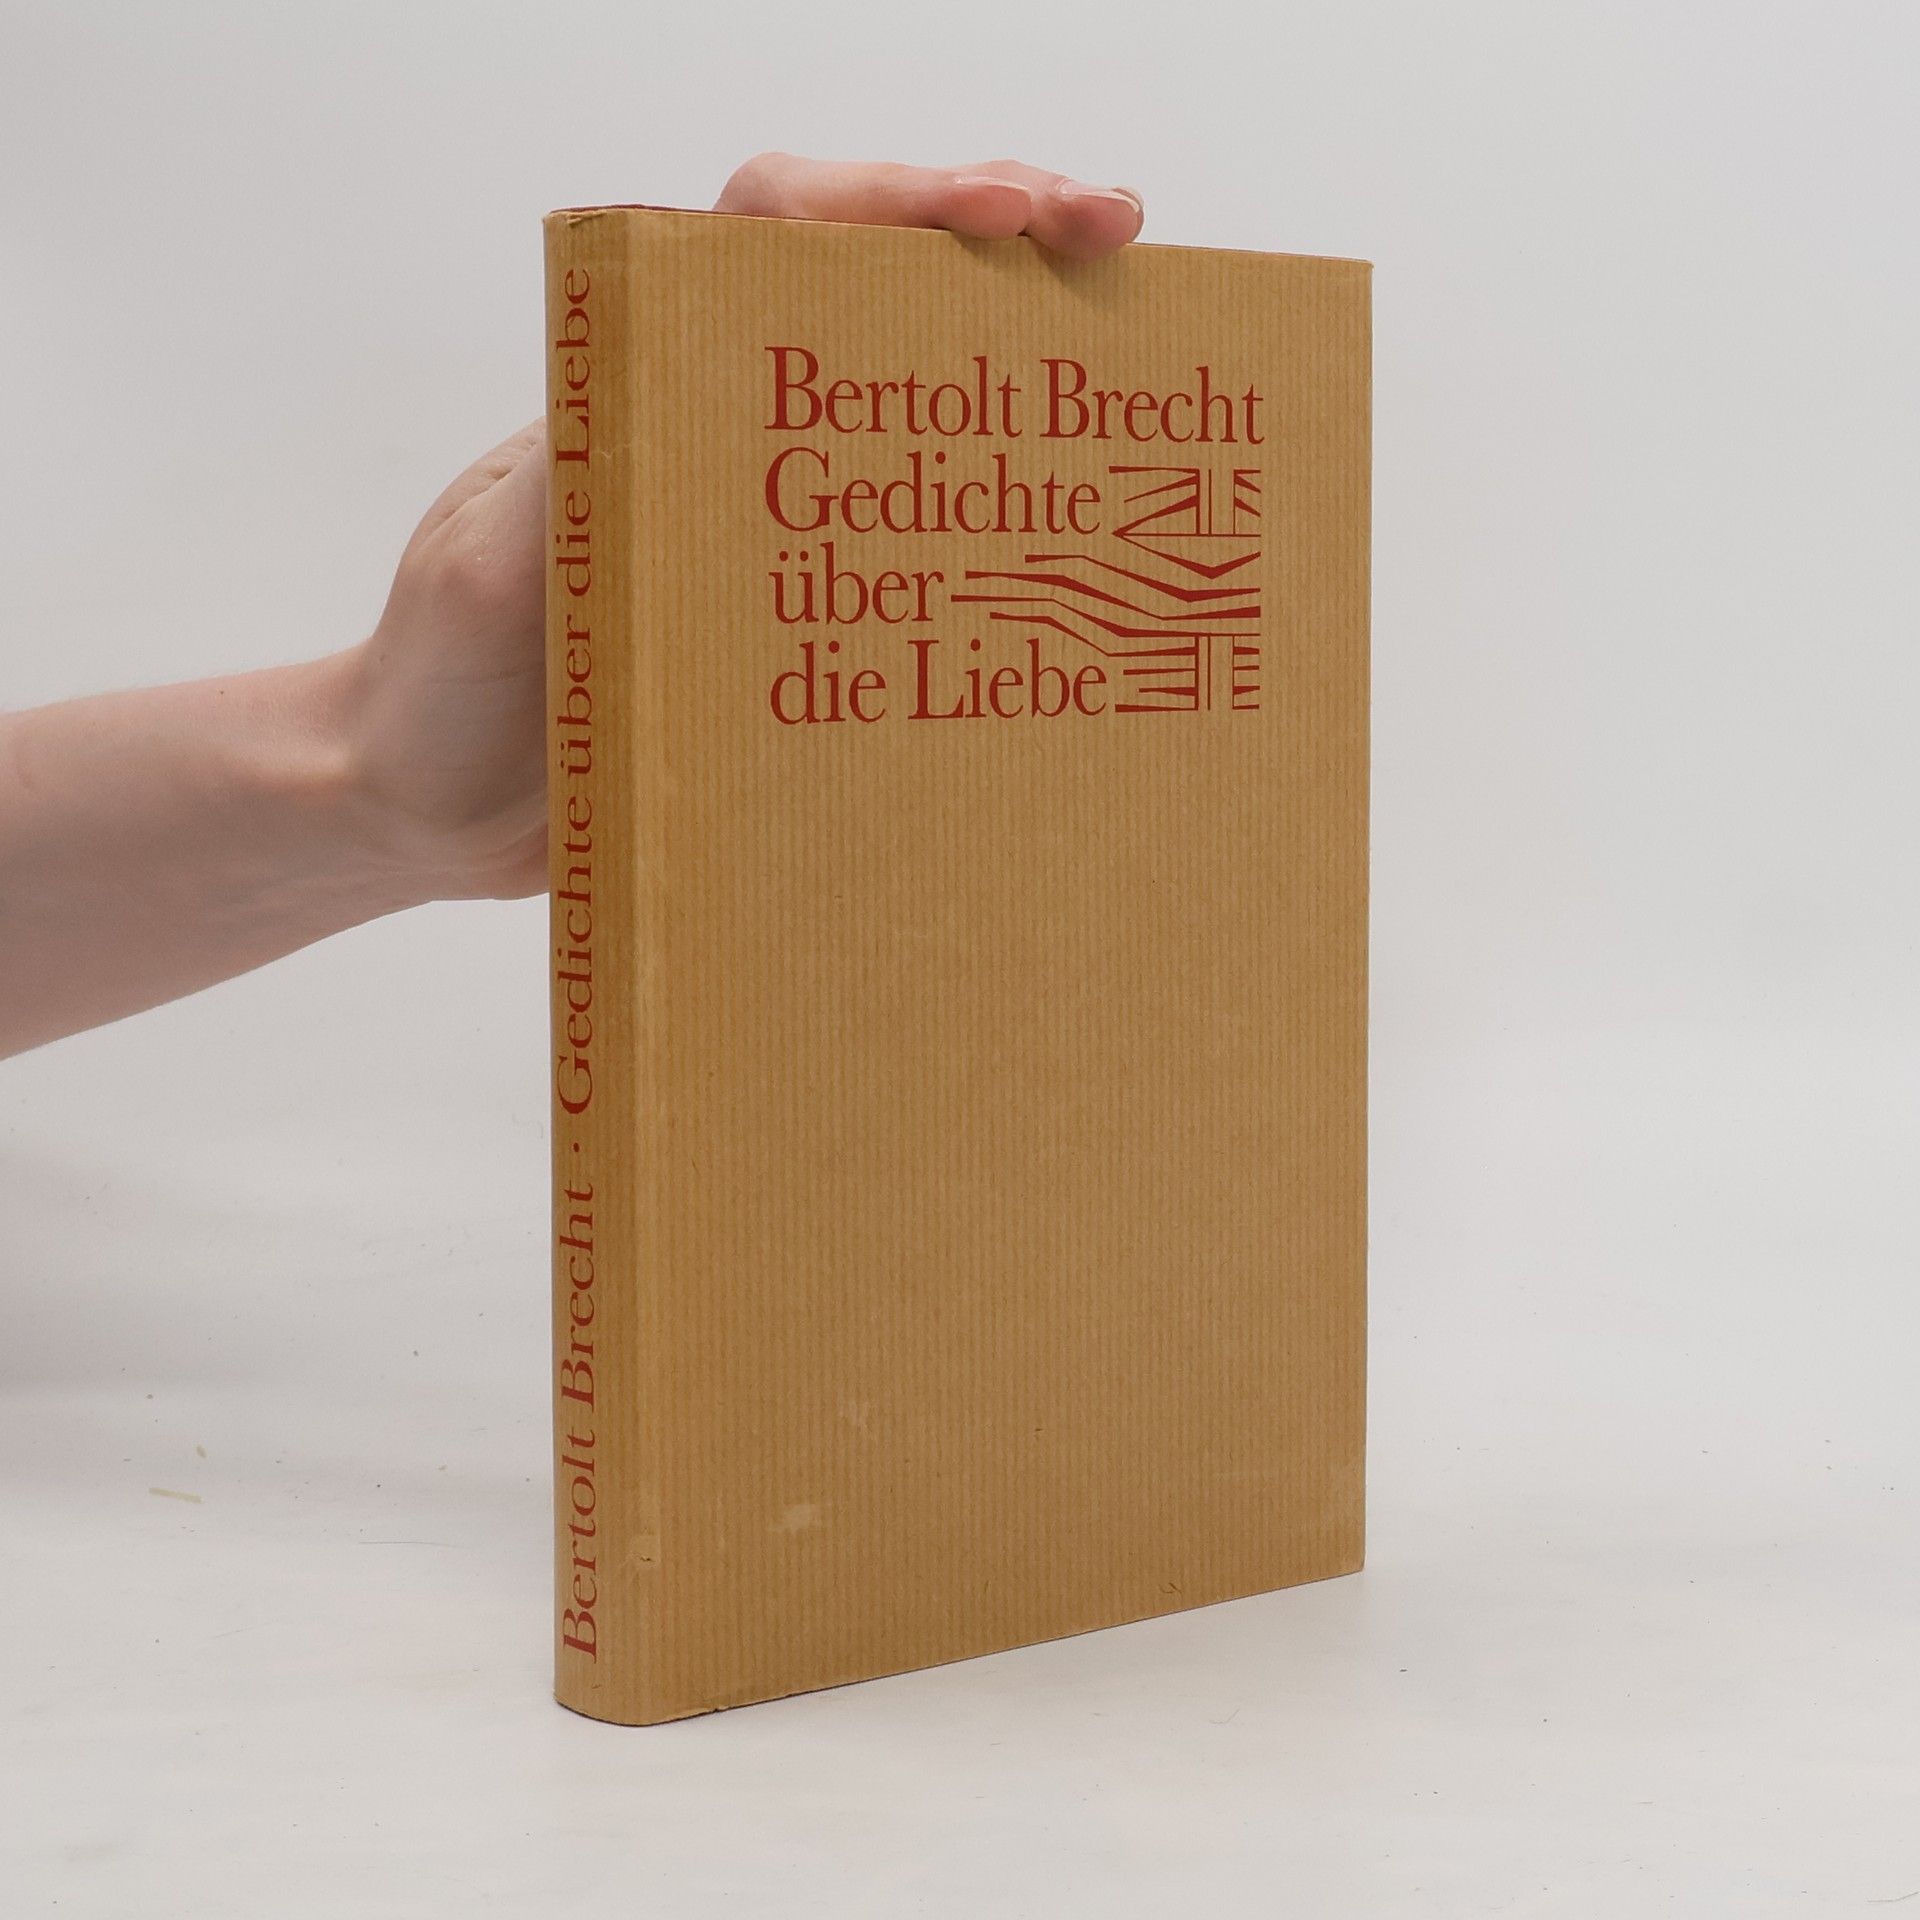 Bertolt Brecht · Gedichte über die Liebe
Bertolt Brecht
Gedichte
über
die Liebe